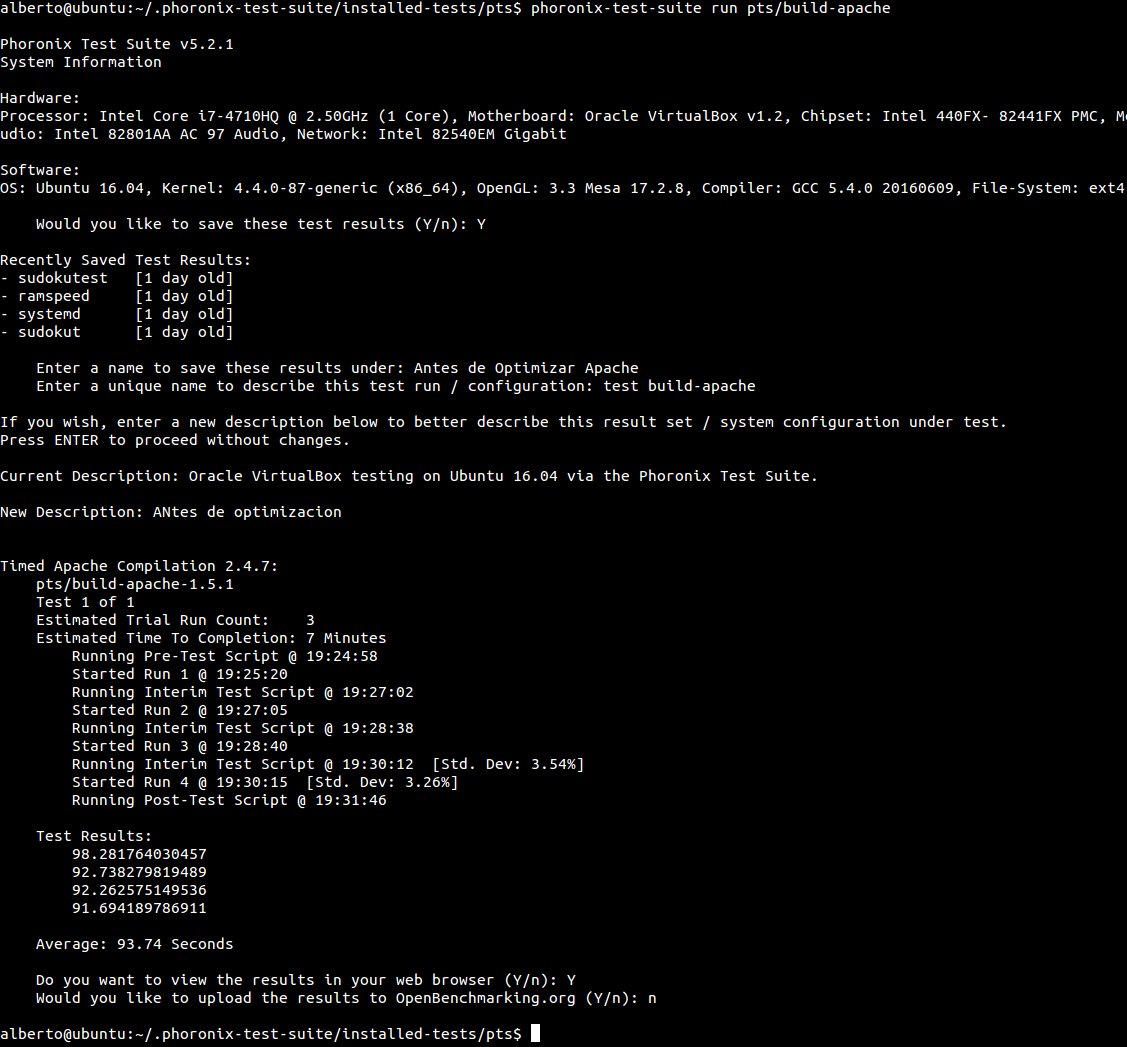 alberto@ubuntu:~/.phoronix-test-suite/installed-tests/pts$ phoronix-test-suite run pts/build-apache
Phoronix Test Suite v5.2.1
System Information
Hardware:
Processor: Intel Core i7-4710HQ @ 2.50GHz (1 Core), Motherboard: Oracle VirtualBox v1.2, Chipset: Intel 440FX- 82441FX PMC,
udio: Intel 82801AA AC 97 Audio, Network: Intel 82540EM Gigabit
Software:
OS: Ubuntu 16.04, Kernel: 4.4.0-87-generic (x86_64), OpenGL: 3.3 Mesa 17.2.8, Compiler: GCC 5.4.0 20160609, File-System: ext4
Would you like to save these test results (Y/n): Y
Recently Saved Test Results:
- sudokutest [1 day old]
- ramspeed [1 day old]
- systemd [1 day old]
- sudokut [1 day old]
Enter a name to save these results under: Antes de Optimizar Apache
Enter a unique name to describe this test run / configuration: test build-apache
If you wish, enter a new description below to better describe this result set / system configuration under test.
Press ENTER to proceed without changes.
Current Description: Oracle VirtualBox testing on Ubuntu 16.04 via the Phoronix Test Suite.
New Description: ANtes de optimizacion
Timed Apache Compilation 2.4.7:
pts/build-apache-1.5.1
Test 1 of 1
Estimated Trial Run Count: 3
Estimated Time To Completion: 7 Minutes
Running Pre-Test Script @ 19:24:58
Started Run 1 @ 19:25:20
Running Interim Test Script @ 19:27:02
Started Run 2 @ 19:27:05
Running Interim Test Script @ 19:28:38
Started Run 3 @ 19:28:40
Running Interim Test Script @ 19:30:12 [Std. Dev: 3.54%]
Started Run 4 @ 19:30:15 [Std. Dev: 3.26%]
Running Post-Test Script @ 19:31:46
Test Results:
98.281764030457
92.738279819489
92.262575149536
91.694189786911
Average: 93.74 Seconds
Do you want to view the results in your web browser (Y/n): Y
Would you like to upload the results to OpenBenchmarking.org (Y/n): n
alberto@ubuntu:~/.phoronix-test-suite/installed-tests/pts$